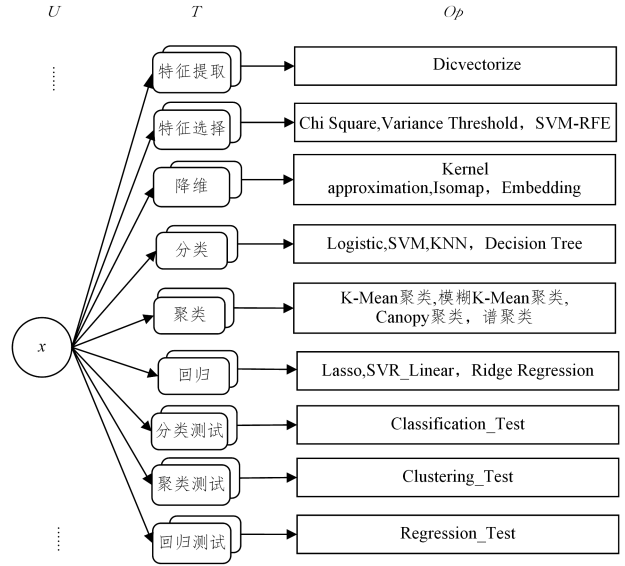 U T Op
……
特征提取 Dicvectorize
特征选择 Chi Square,Variance Threshold，SVM-RFE
降维 Kernel
approximation,Isomap，Embedding
分类 Logistic,SVM,KNN，Decision Tree
聚类 K-Mean聚类,模糊K-Mean聚类,
Canopy聚类，谱聚类
x
回归 Lasso,SVR_Linear，Ridge Regression
分类测试 Classification_Test
聚类测试 Clustering_Test
回归测试 Regression_Test
……